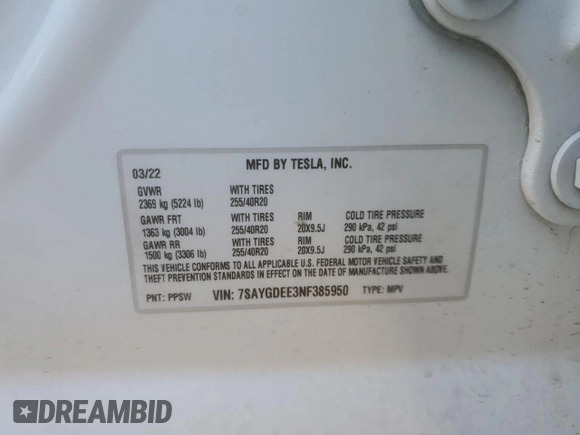 MFD BY TESLA, INC.
03/22
GVWR WITH TIRES
2369 kg (5224 lb) 255/40R20
GAWR FRT WITH TIRES RIM COLD TIRE PRESSURE
1363 kg (3004 lb) 255/40R20 20X9.5J 290 kPa, 42 psi
GAWR RR WITH TIRES RIM COLD TIRE PRESSURE
1500 kg (3306 lb) 255/40R20 20X9.5J 290 kPa, 42 psi
THIS VEHICLE CONFORMS TO ALL APPLICABLE U.S. FEDERAL MOTOR VEHICLE SAFETY AND
THEFT PREVENTION STANDARDS IN EFFECT ON THE DATE OF MANUFACTURE SHOWN ABOVE.
PNT: PPSW VIN: 7SAYGDEE3NF385950 TYPE: MPV
DREAMBID